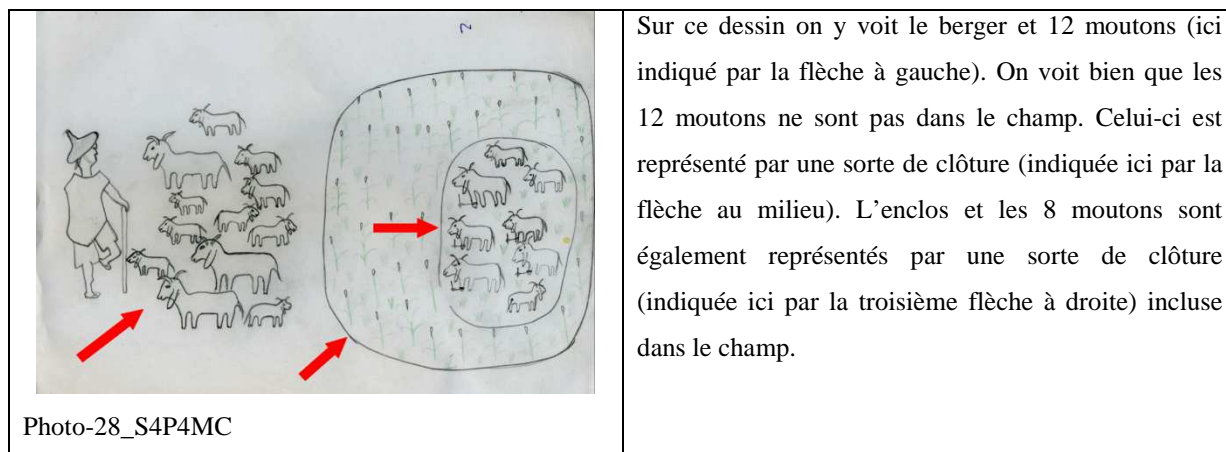 2
Sur ce dessin on y voit le berger et 12 moutons (ici
indiqué par la flèche à gauche). On voit bien que les
12 moutons ne sont pas dans le champ. Celui-ci est
représenté par une sorte de clôture (indiquée ici par la
flèche au milieu). L’enclos et les 8 moutons sont
également représentés par une sorte de clôture
(indiquée ici par la troisième flèche à droite) incluse
dans le champ.
Photo-28_S4P4MC